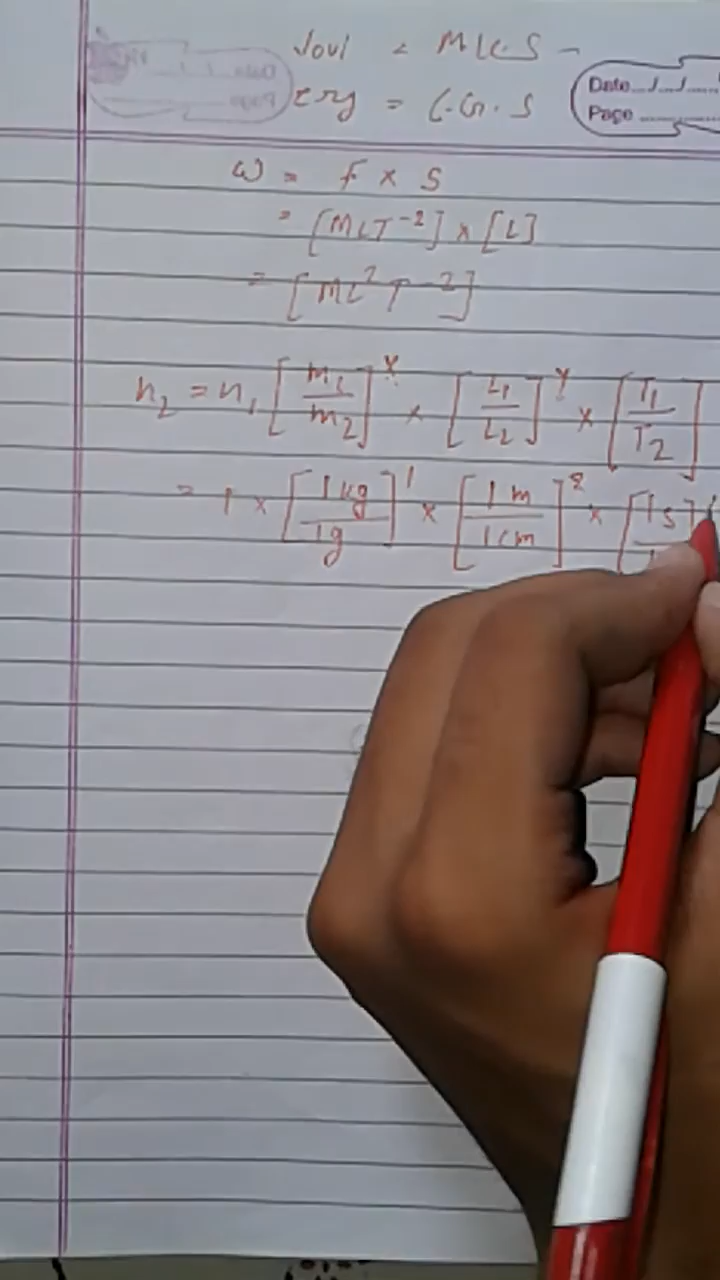 Joul = M.K.S -
erg = C.G.S
Date..../..../......
Page ................
W = F × S
= [MLT⁻²] × [L]
= [ML²T⁻²]
n₂ = n₁ [M₁/M₂]ˣ × [L₁/L₂]ʸ × [T₁/T₂]
= 1 × [1kg/1g]¹ × [1m/1cm]² × [1s/1